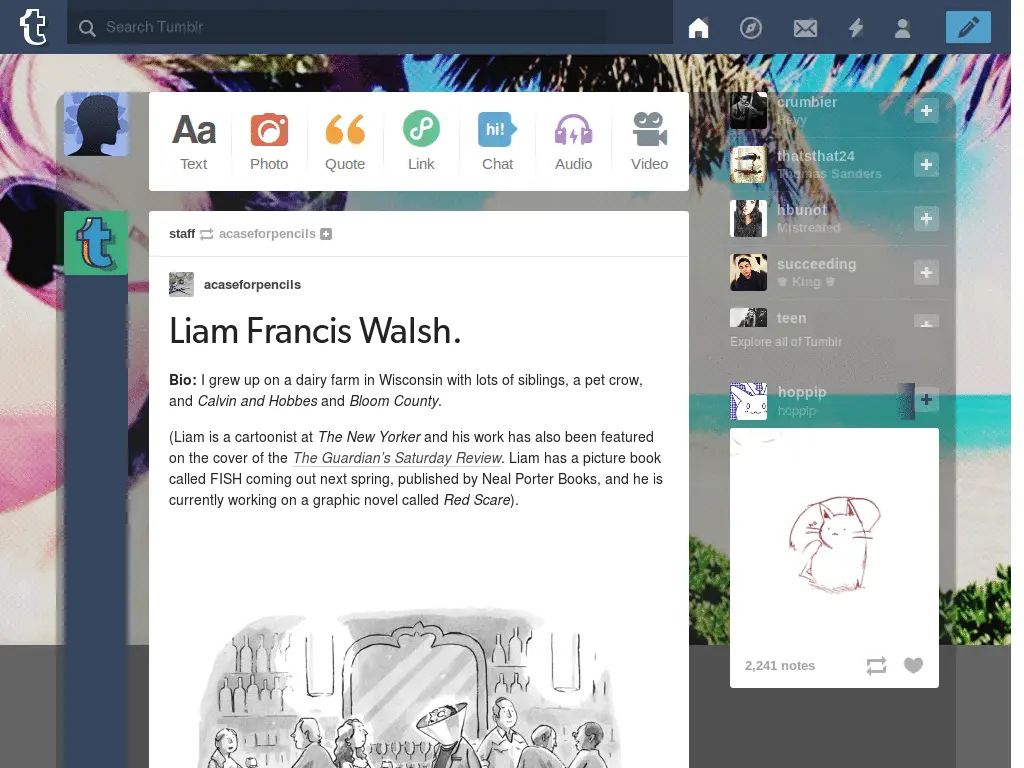 Search Tumblr
Aa
Text
Photo
Quote
Link
hi!
Chat
Audio
Video
staff acaseforpencils
acaseforpencils
Liam Francis Walsh.
Bio: I grew up on a dairy farm in Wisconsin with lots of siblings, a pet crow,
and Calvin and Hobbes and Bloom County.
(Liam is a cartoonist at The New Yorker and his work has also been featured
on the cover of the The Guardian’s Saturday Review. Liam has a picture book
called FISH coming out next spring, published by Neal Porter Books, and he is
currently working on a graphic novel called Red Scare).
crumbier
Heyy
thatsthat24
Thomas Sanders
hbunot
Mistreated
succeeding
King
teen
Explore all of Tumblr
hoppip
hoppip
2,241 notes